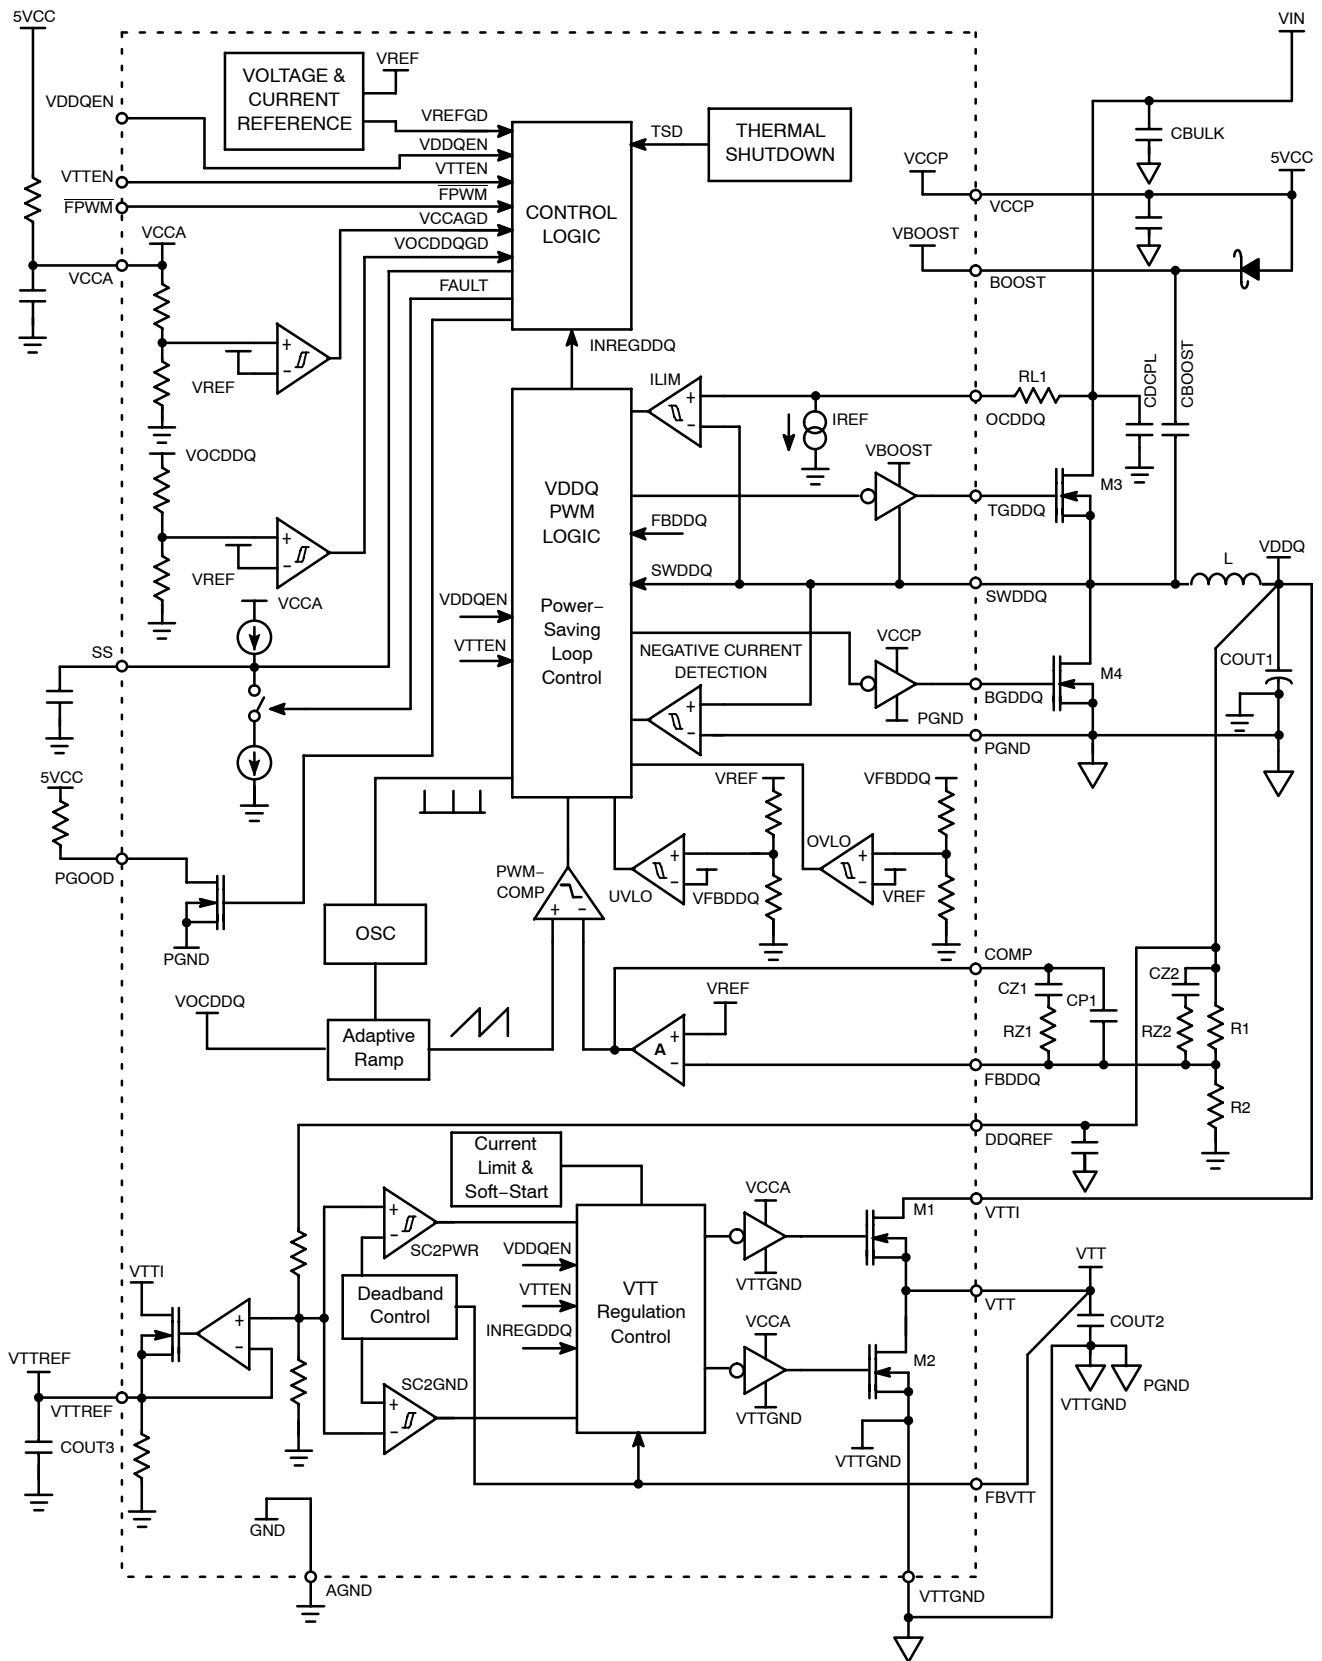 5VCC
VIN
VDDQEN
VOLTAGE &
CURRENT
REFERENCE
VREF
VREFGD
VDDQEN
VTTEN
VTTEN
FPWM
FPWM
VCCAGD
VOCDDQGD
FAULT
CONTROL
LOGIC
TSD
THERMAL
SHUTDOWN
CBULK
VCCP
5VCC
VCCP
VBOOST
BOOST
VCCA
VCCA
+
−
VREF
INREGDDQ
ILIM
+
−
IREF
RL1
OCDDQ
CDCPL
CBOOST
VOCDDQ
+
−
VREF
VDDQ
PWM
LOGIC
Power−
Saving
Loop
Control
VBOOST
TGDDQ
M3
FBDDQ
SWDDQ
SWDDQ
L
VDDQ
VCCA
SS
VDDQEN
VTTEN
NEGATIVE CURRENT
DETECTION
+
−
VCCP
PGND
BGDDQ
M4
COUT1
PGND
5VCC
PGOOD
PGND
VREF
VFBDDQ
PWM−
COMP
+
−
UVLO
+
−
VFBDDQ
OVLO
+
−
VREF
OSC
VOCDDQ
Adaptive
Ramp
A
+
−
VREF
COMP
CZ1
CP1
RZ1
CZ2
RZ2
R1
FBDDQ
R2
DDQREF
Current
Limit &
Soft−Start
+
−
SC2PWR
VDDQEN
VTTEN
INREGDDQ
VTT
Regulation
Control
VCCA
VTTGND
M1
VTTI
VTTI
Deadband
Control
+
−
VTT
VTT
COUT2
VCCA
VTTGND
M2
VTTREF
VTTREF
SC2GND
+
−
COUT3
VTTGND
VTTGND
PGND
FBVTT
GND
AGND
VTTGND